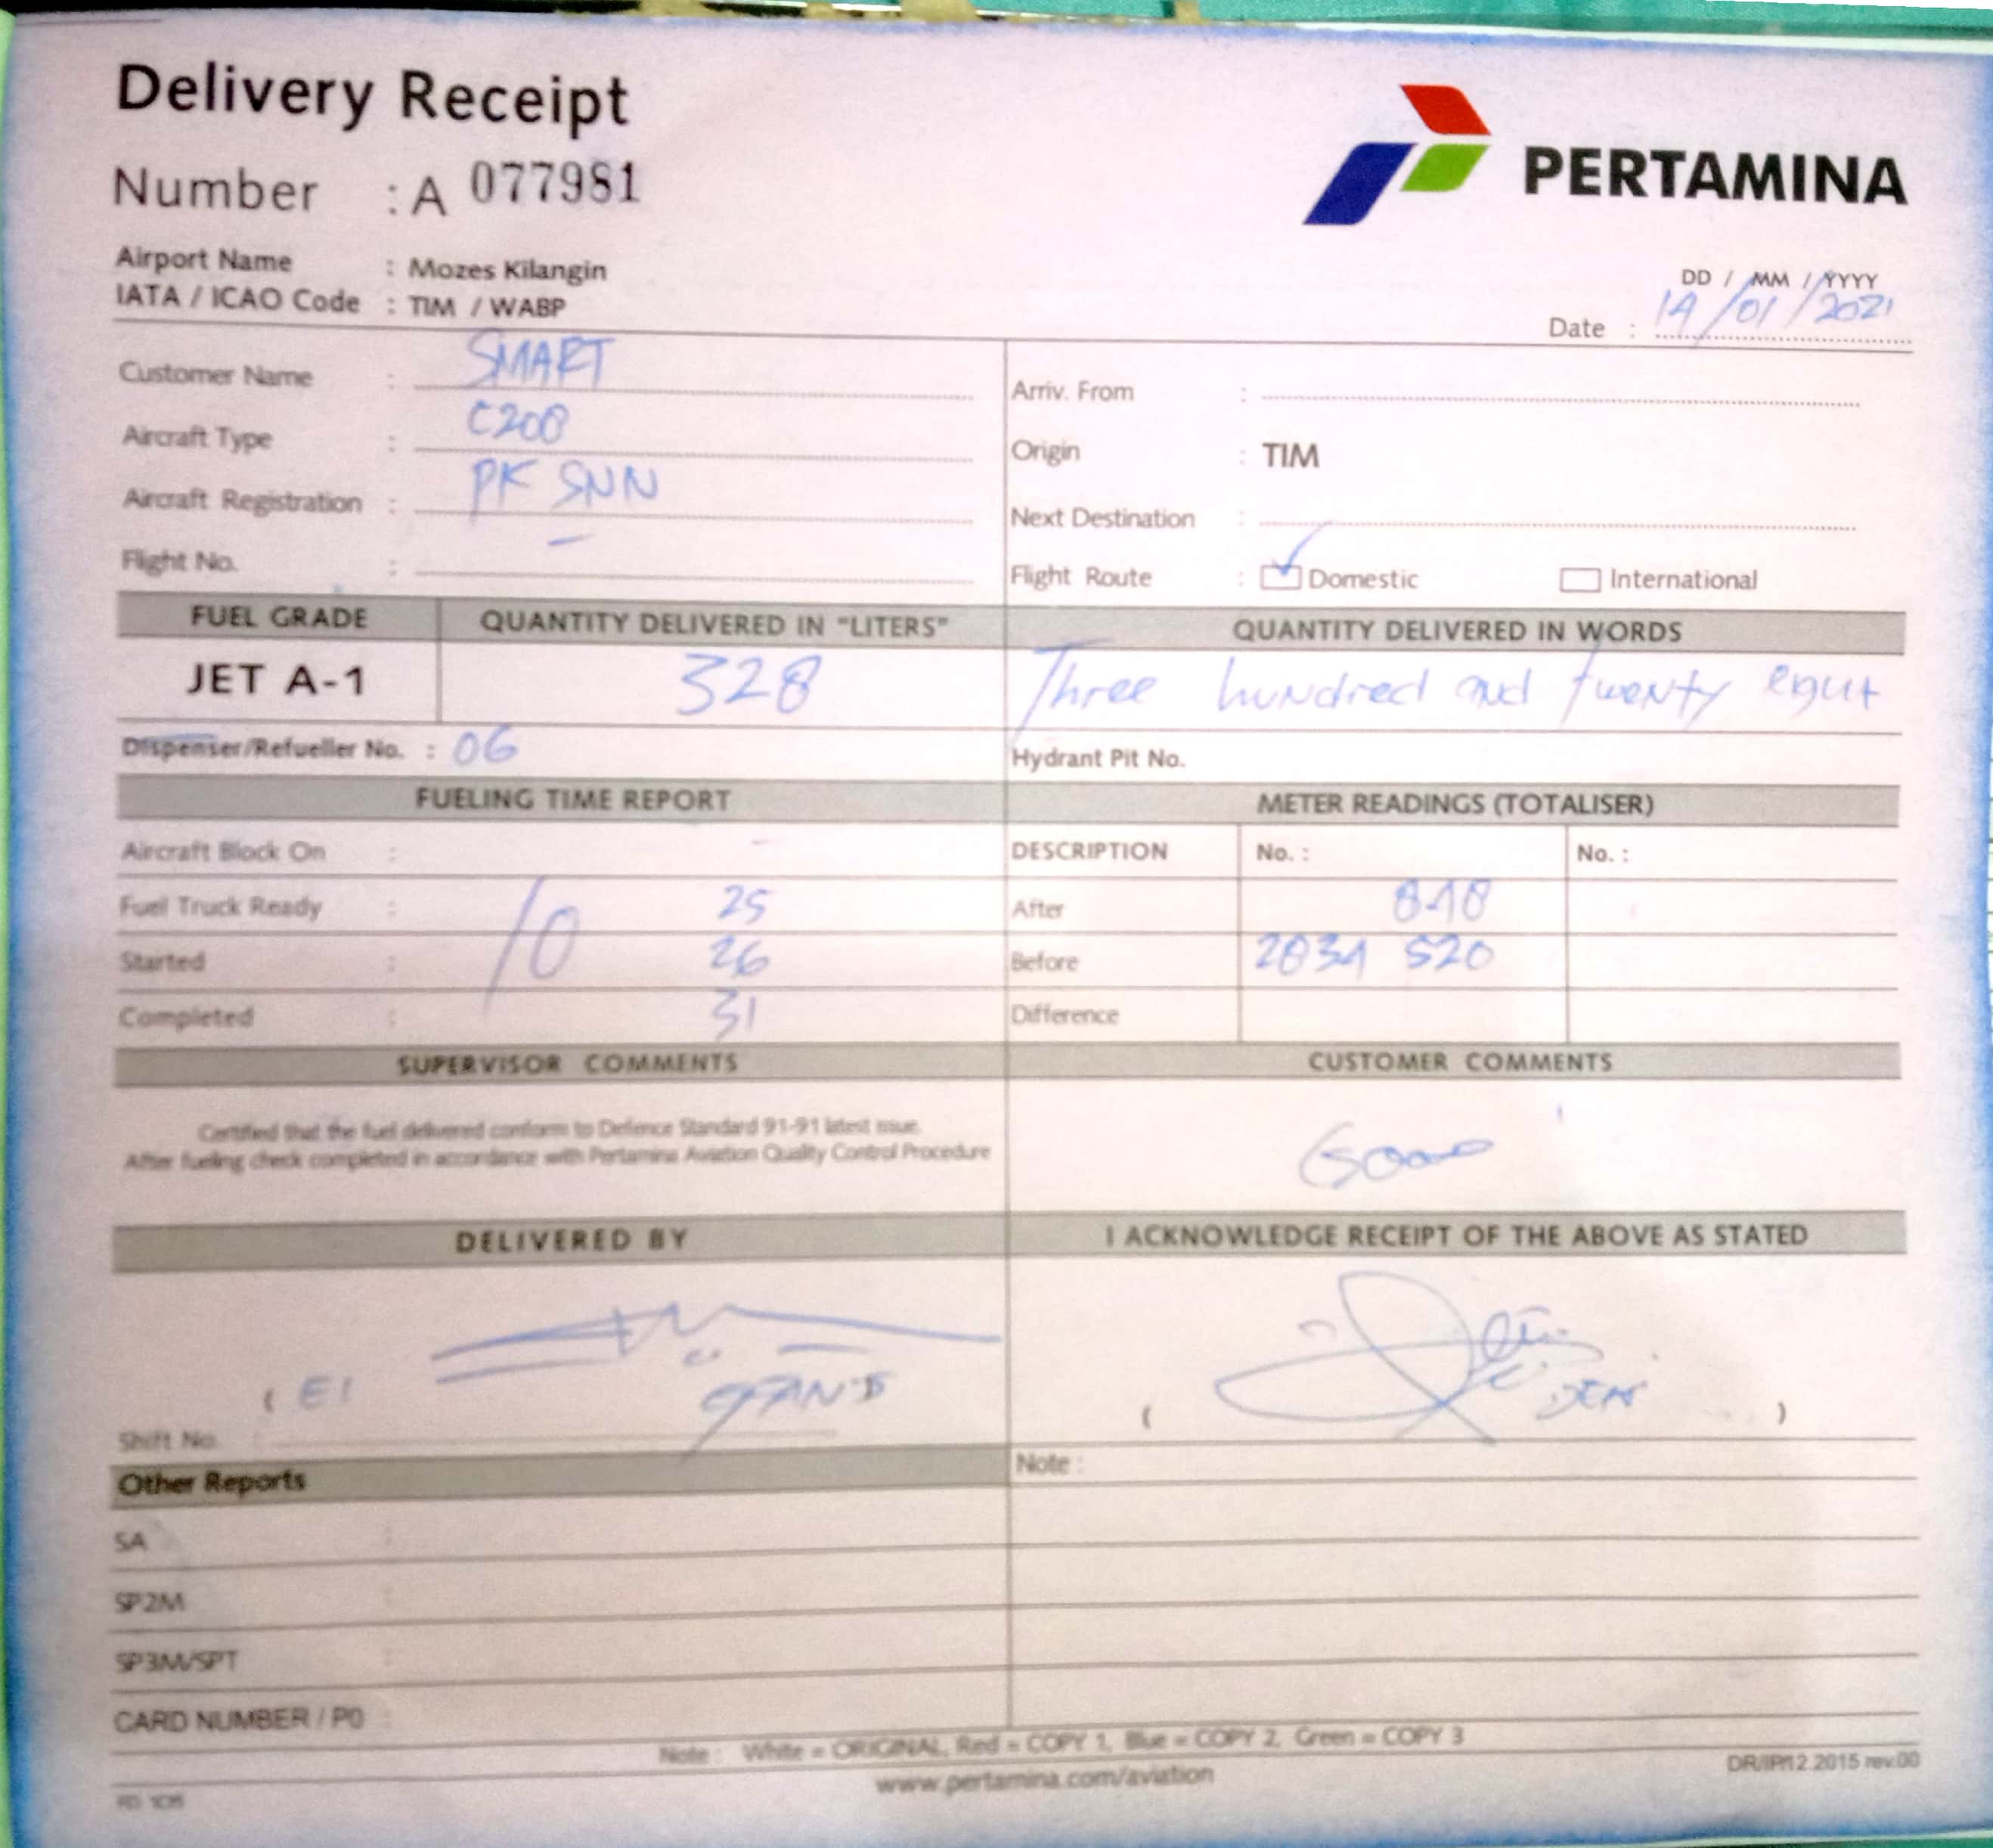 Delivery Receipt
PERTAMINA
Number : A 077981
Airport Name : Mozes Kilangin
IATA / ICAO Code : TIM / WABP
DD / MM / YYYY
Date : 14/01/2021
Customer Name : SMART
Arriv. From :
Aircraft Type : C208
Origin : TIM
Aircraft Registration : PK SNN
Next Destination :
Flight No. : -
Flight Route : Domestic International
FUEL GRADE QUANTITY DELIVERED IN "LITERS" QUANTITY DELIVERED IN WORDS
JET A-1 328 Three hundred and twenty eight
Dispenser/Refueller No. : 06 Hydrant Pit No.
FUELING TIME REPORT METER READINGS (TOTALISER)
Aircraft Block On : - DESCRIPTION No. : No. :
Fuel Truck Ready : 25 After 848
Started : 10 26 Before 2834 520
Completed : 31 Difference
SUPERVISOR COMMENTS CUSTOMER COMMENTS
Certified that the fuel delivered conform to Defence Standard 91-91 latest issue.
After fueling check completed in accordance with Pertamina Aviation Quality Control Procedure
Good
DELIVERED BY I ACKNOWLEDGE RECEIPT OF THE ABOVE AS STATED
( E1
( )
Shift No. :
Other Reports Note :
SA :
SP2M :
SP3M/SPT :
CARD NUMBER / PO :
Note : White = ORIGINAL, Red = COPY 1, Blue = COPY 2, Green = COPY 3
www.pertamina.com/aviation
DR/IP/12.2015 rev.00